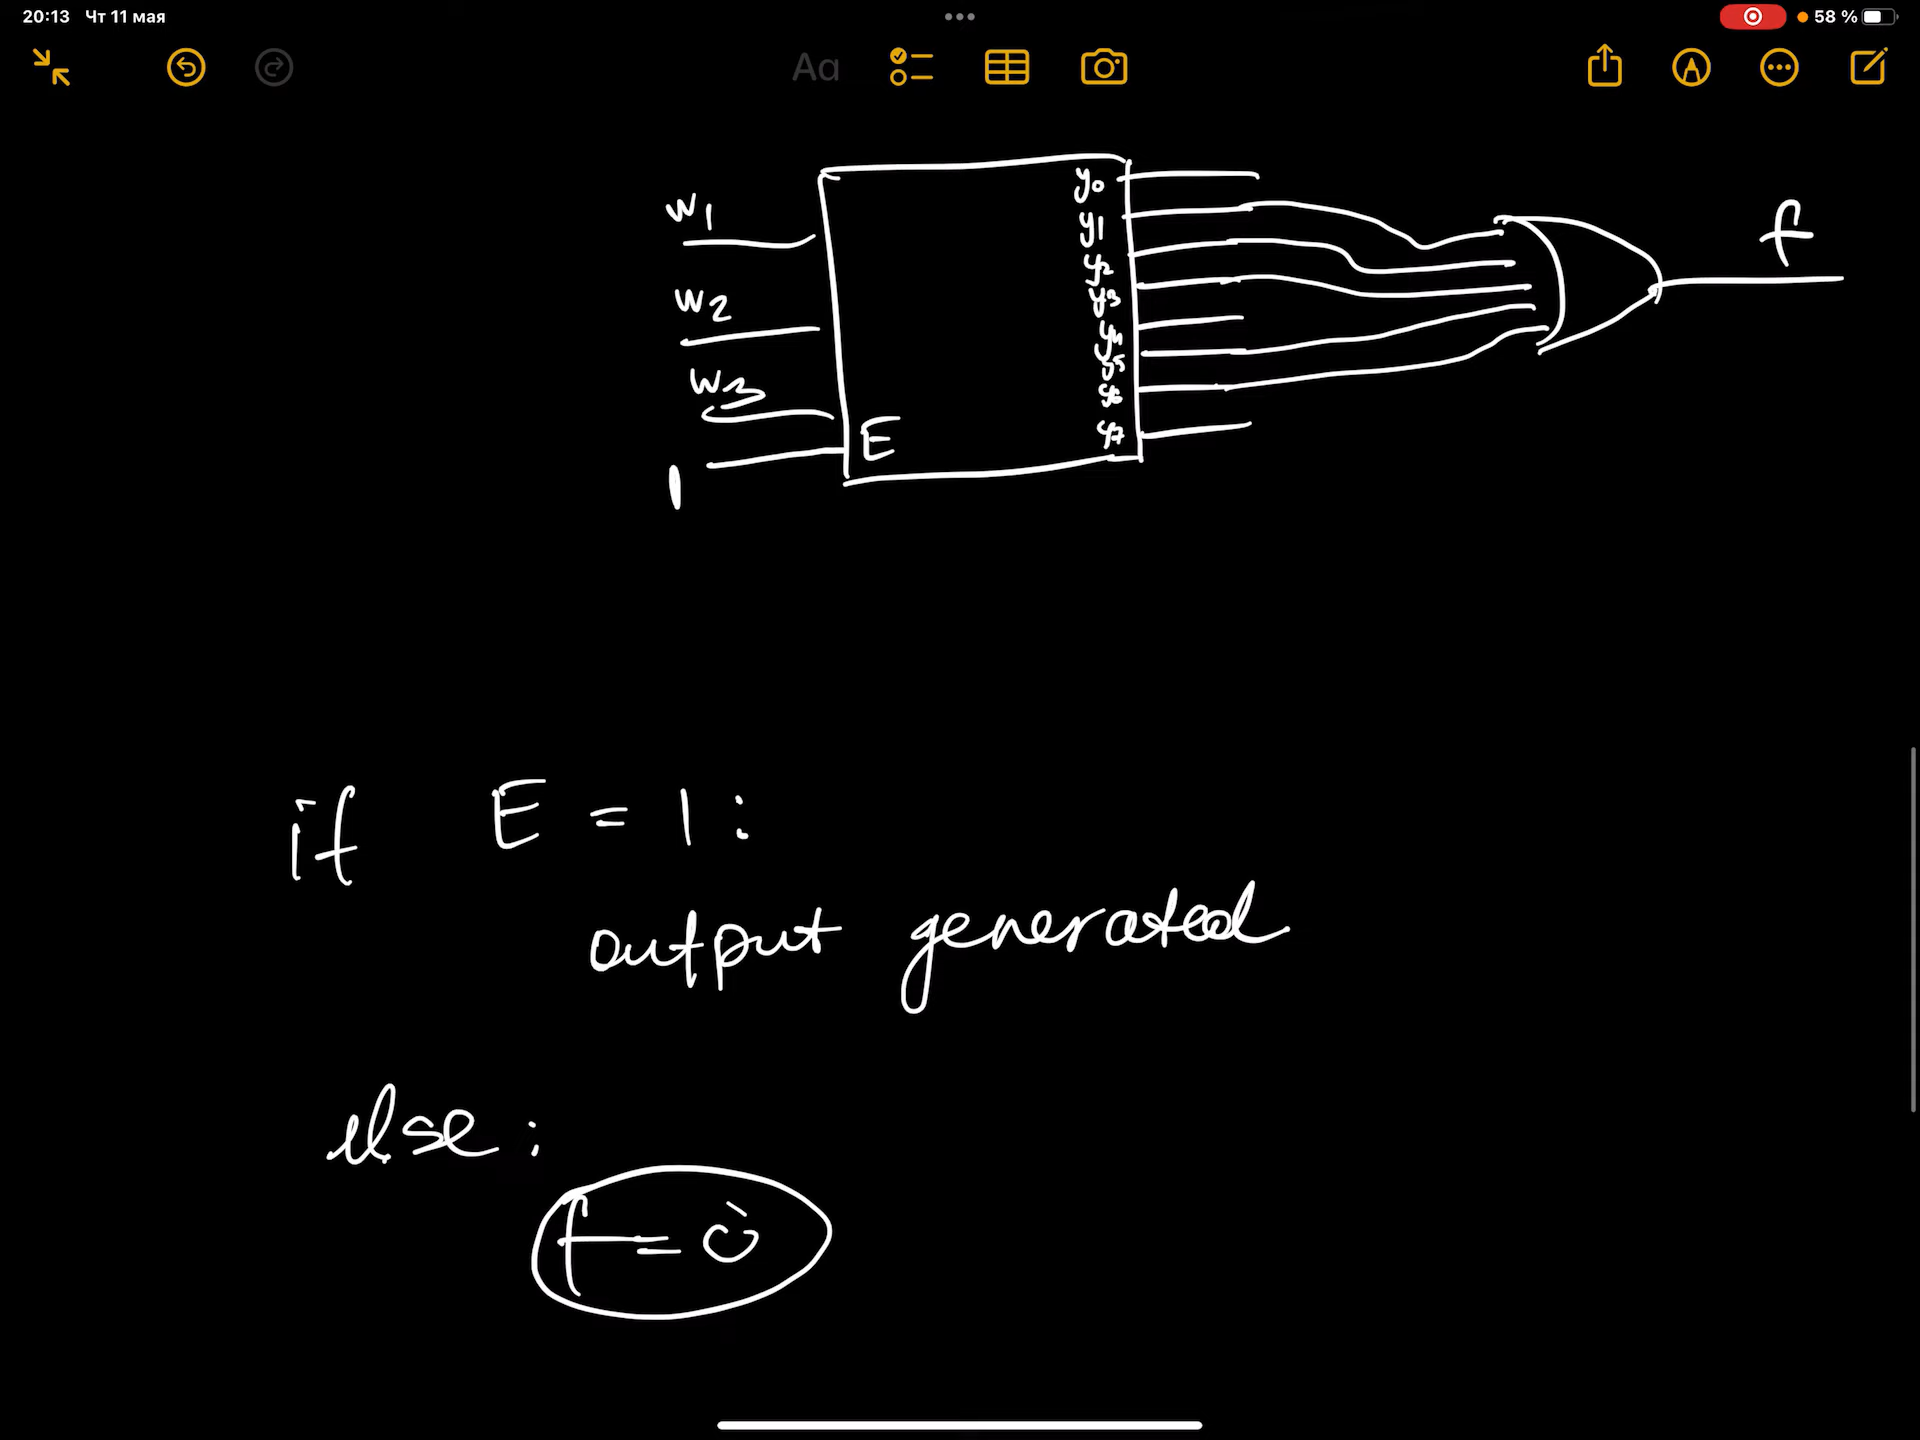 20:13 Чт 11 мая
58 %
Aa
w1
w2
w3
1
E
y0
y1
y2
y3
y4
y5
y6
y7
f
if E = 1 :
output generated
else :
f = 0